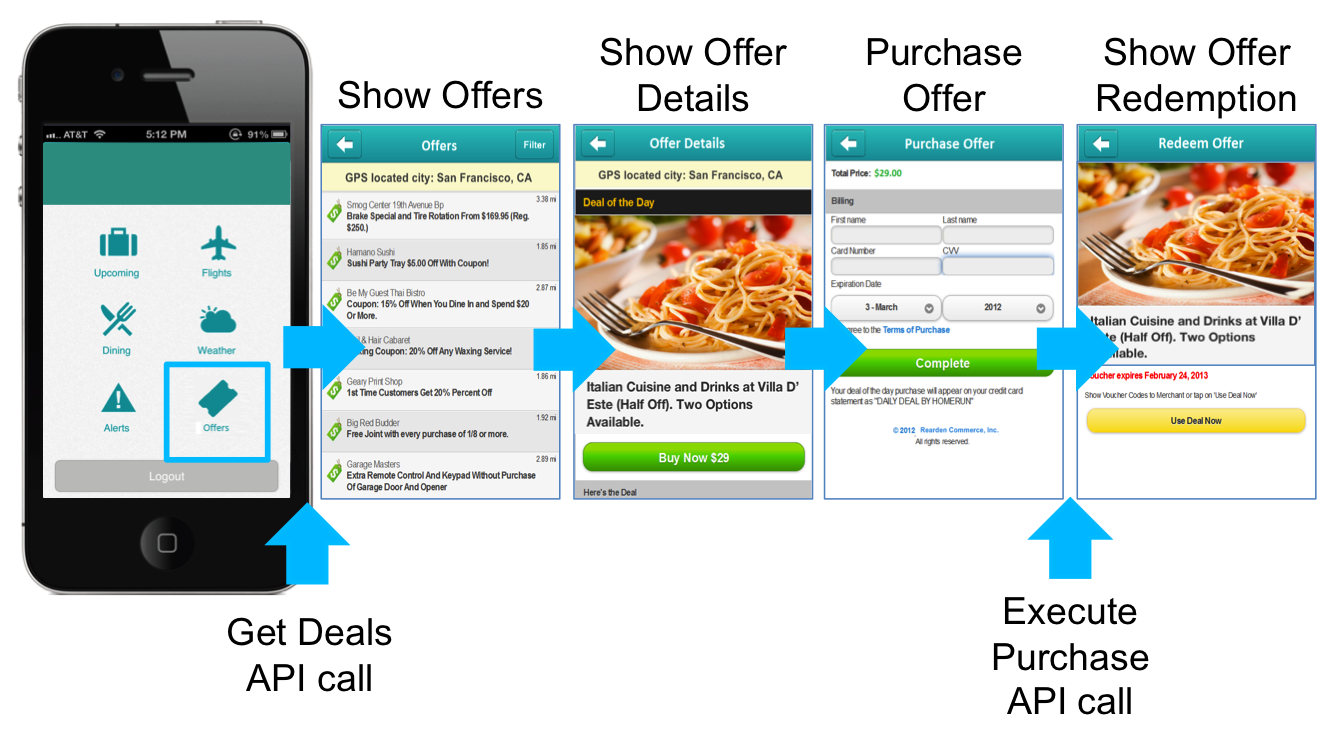 Show Offers
Show Offer
Details
Purchase
Offer
Show Offer
Redemption
AT&T
5:12 PM
91%
Upcoming
Flights
Dining
Weather
Alerts
Offers
Logout
Offers
Filter
GPS located city: San Francisco, CA
Smog Center 19th Avenue Bp
3.38 mi
Brake Special and Tire Rotation From $169.95 (Reg.
$250.)
Hamano Sushi
1.85 mi
Sushi Party Tray $5.00 Off With Coupon!
Be My Guest Thai Bistro
2.87 mi
Coupon: 15% Off When You Dine In and Spend $20
Or More.
& Hair Cabaret
Coupon: 20% Off Any Waxing Service!
Geary Print Shop
1.86 mi
1st Time Customers Get 20% Percent Off
Big Red Budder
1.92 mi
Free Joint with every purchase of 1/8 or more.
Garage Masters
2.89 mi
Extra Remote Control And Keypad Without Purchase
Of Garage Door And Opener
Offer Details
GPS located city: San Francisco, CA
Deal of the Day
Italian Cuisine and Drinks at Villa D'
Este (Half Off). Two Options
Available.
Buy Now $29
Here's the Deal
Purchase Offer
Total Price: $29.00
Billing
First name
Last name
Card Number
CVV
Expiration Date
3 - March
2012
agree to the Terms of Purchase
Complete
Your deal of the day purchase will appear on your credit card
statement as "DAILY DEAL BY HOMERUN"
© 2012 Rearden Commerce, Inc.
All rights reserved.
Redeem Offer
Italian Cuisine and Drinks at Villa D'
(Half Off). Two Options
Voucher expires February 24, 2013
Show Voucher Codes to Merchant or tap on 'Use Deal Now'
Use Deal Now
Get Deals
API call
Execute
Purchase
API call